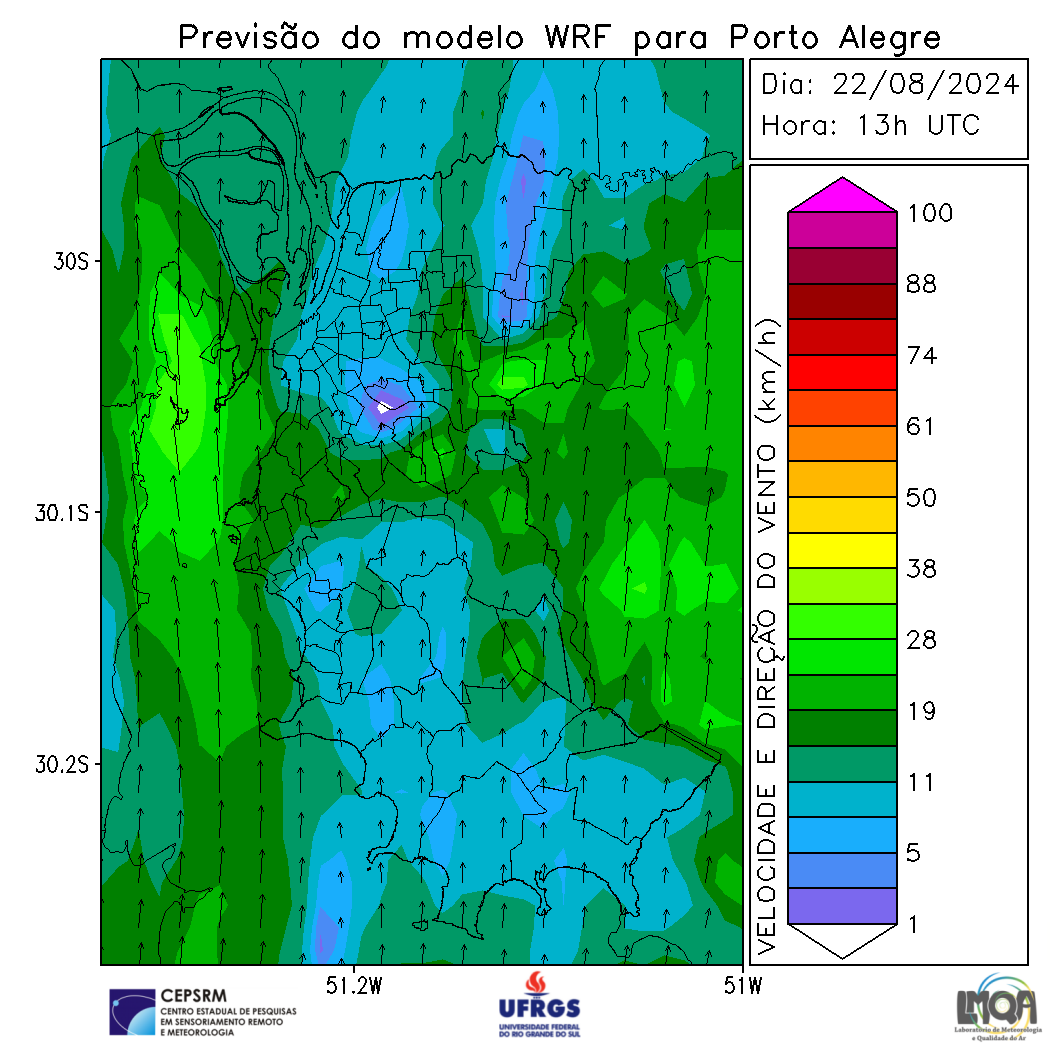 Previsão do modelo WRF para Porto Alegre
Dia: 22/08/2024
Hora: 13h UTC
30S
30.1S
30.2S
51.2W
51W
VELOCIDADE E DIREÇÃO DO VENTO (km/h)
100
88
74
61
50
38
28
19
11
5
1
CEPSRM
CENTRO ESTADUAL DE PESQUISAS
EM SENSORIAMENTO REMOTO
E METEOROLOGIA
UFRGS
UNIVERSIDADE FEDERAL
DO RIO GRANDE DO SUL
LMQA
Laboratório de Meteorologia
e Qualidade do Ar